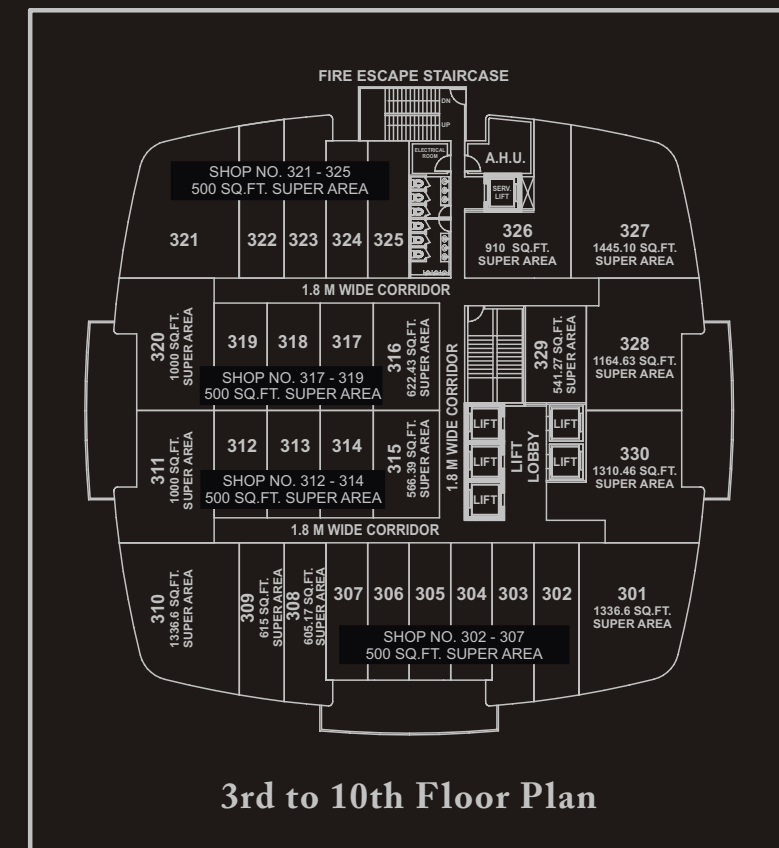 FIRE ESCAPE STAIRCASE
DN
UP
ELECTRICAL
ROOM
A.H.U.
SERV.
LIFT
SHOP NO. 321 - 325
500 SQ.FT. SUPER AREA
321
322
323
324
325
326
910 SQ.FT.
SUPER AREA
327
1445.10 SQ.FT.
SUPER AREA
1.8 M WIDE CORRIDOR
320
1000 SQ.FT.
SUPER AREA
319
318
317
316
622.43 SQ.FT.
SUPER AREA
SHOP NO. 317 - 319
500 SQ.FT. SUPER AREA
329
541.27 SQ.FT.
SUPER AREA
328
1164.63 SQ.FT.
SUPER AREA
1.8 M WIDE CORRIDOR
311
1000 SQ.FT.
SUPER AREA
312
313
314
315
566.39 SQ.FT.
SUPER AREA
SHOP NO. 312 - 314
500 SQ.FT. SUPER AREA
LIFT
LIFT
LIFT
LIFT
LOBBY
LIFT
LIFT
330
1310.46 SQ.FT.
SUPER AREA
1.8 M WIDE CORRIDOR
310
1336.6 SQ.FT.
SUPER AREA
309
615 SQ.FT.
SUPER AREA
308
605.17 SQ.FT.
SUPER AREA
307
306
305
304
303
302
301
1336.6 SQ.FT.
SUPER AREA
SHOP NO. 302 - 307
500 SQ.FT. SUPER AREA
3rd to 10th Floor Plan